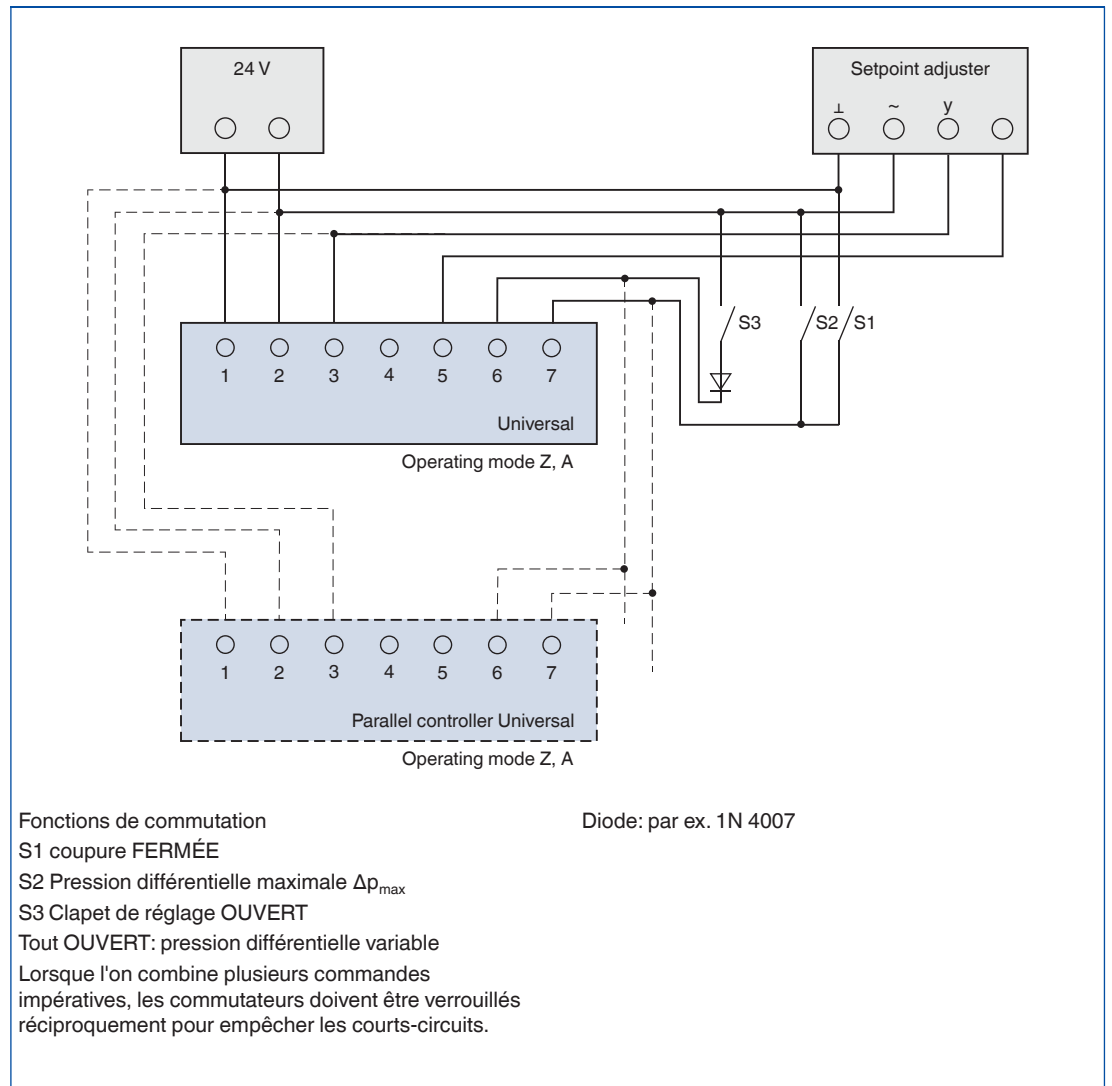 24 V
Setpoint adjuster
⊥ ~ y
S3 S2 S1
1 2 3 4 5 6 7
Universal
Operating mode Z, A
1 2 3 4 5 6 7
Parallel controller Universal
Operating mode Z, A
Fonctions de commutation
Diode: par ex. 1N 4007
S1 coupure FERMÉE
S2 Pression différentielle maximale Δpmax
S3 Clapet de réglage OUVERT
Tout OUVERT: pression différentielle variable
Lorsque l'on combine plusieurs commandes
impératives, les commutateurs doivent être verrouillés
réciproquement pour empêcher les courts-circuits.